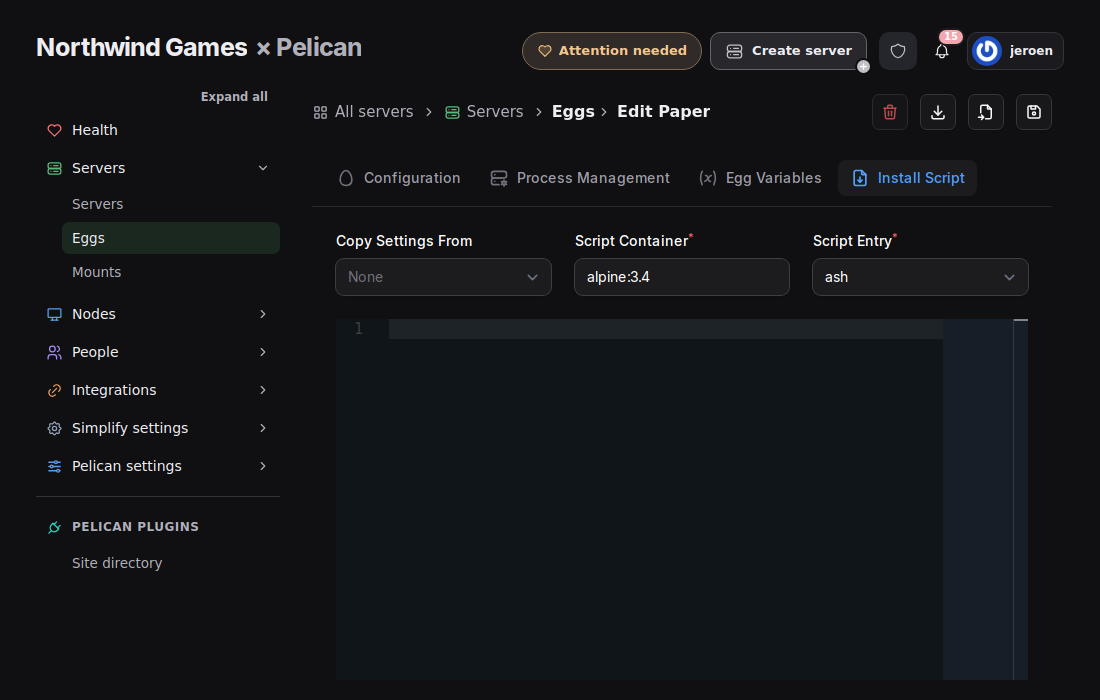 Northwind Games × Pelican
Attention needed
Create server
15
jeroen
Expand all
Health
Servers
Servers
Eggs
Mounts
Nodes
People
Integrations
Simplify settings
Pelican settings
PELICAN PLUGINS
Site directory
All servers > Servers > Eggs > Edit Paper
Configuration
Process Management
(x) Egg Variables
Install Script
Copy Settings From
Script Container*
Script Entry*
None
alpine:3.4
ash
1